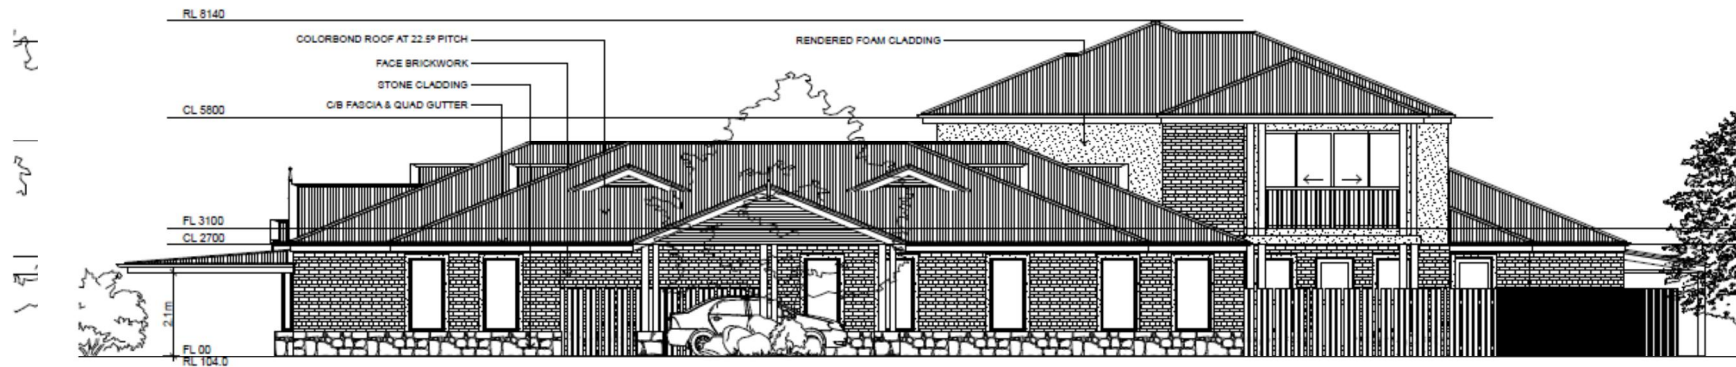 RL 8140
COLORBOND ROOF AT 22.5º PITCH
RENDERED FOAM CLADDING
FACE BRICKWORK
STONE CLADDING
C/B FASCIA & QUAD GUTTER
CL 5800
FL 3100
CL 2700
2.1m
FL 00
RL 104.0